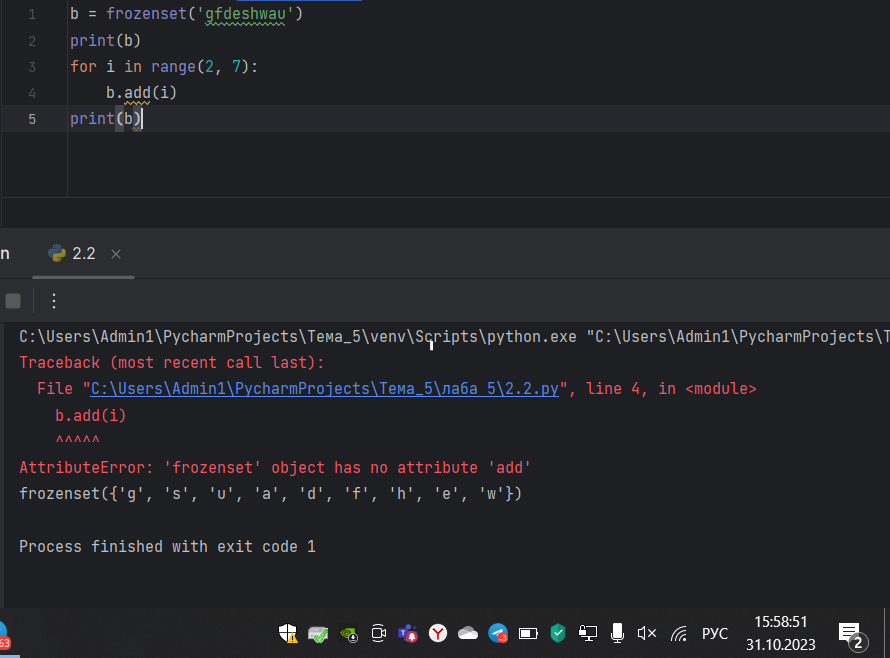 1 b = frozenset('gfdeshwau')
2 print(b)
3 for i in range(2, 7):
4     b.add(i)
5 print(b)
n 2.2
C:\Users\Admin1\PycharmProjects\Тема_5\venv\Scripts\python.exe "C:\Users\Admin1\PycharmProjects\Т
Traceback (most recent call last):
  File "C:\Users\Admin1\PycharmProjects\Тема_5\лаба 5\2.2.py", line 4, in <module>
    b.add(i)
    ^^^^^
AttributeError: 'frozenset' object has no attribute 'add'
frozenset({'g', 's', 'u', 'a', 'd', 'f', 'h', 'e', 'w'})
Process finished with exit code 1
63
РУС
15:58:51
31.10.2023
2